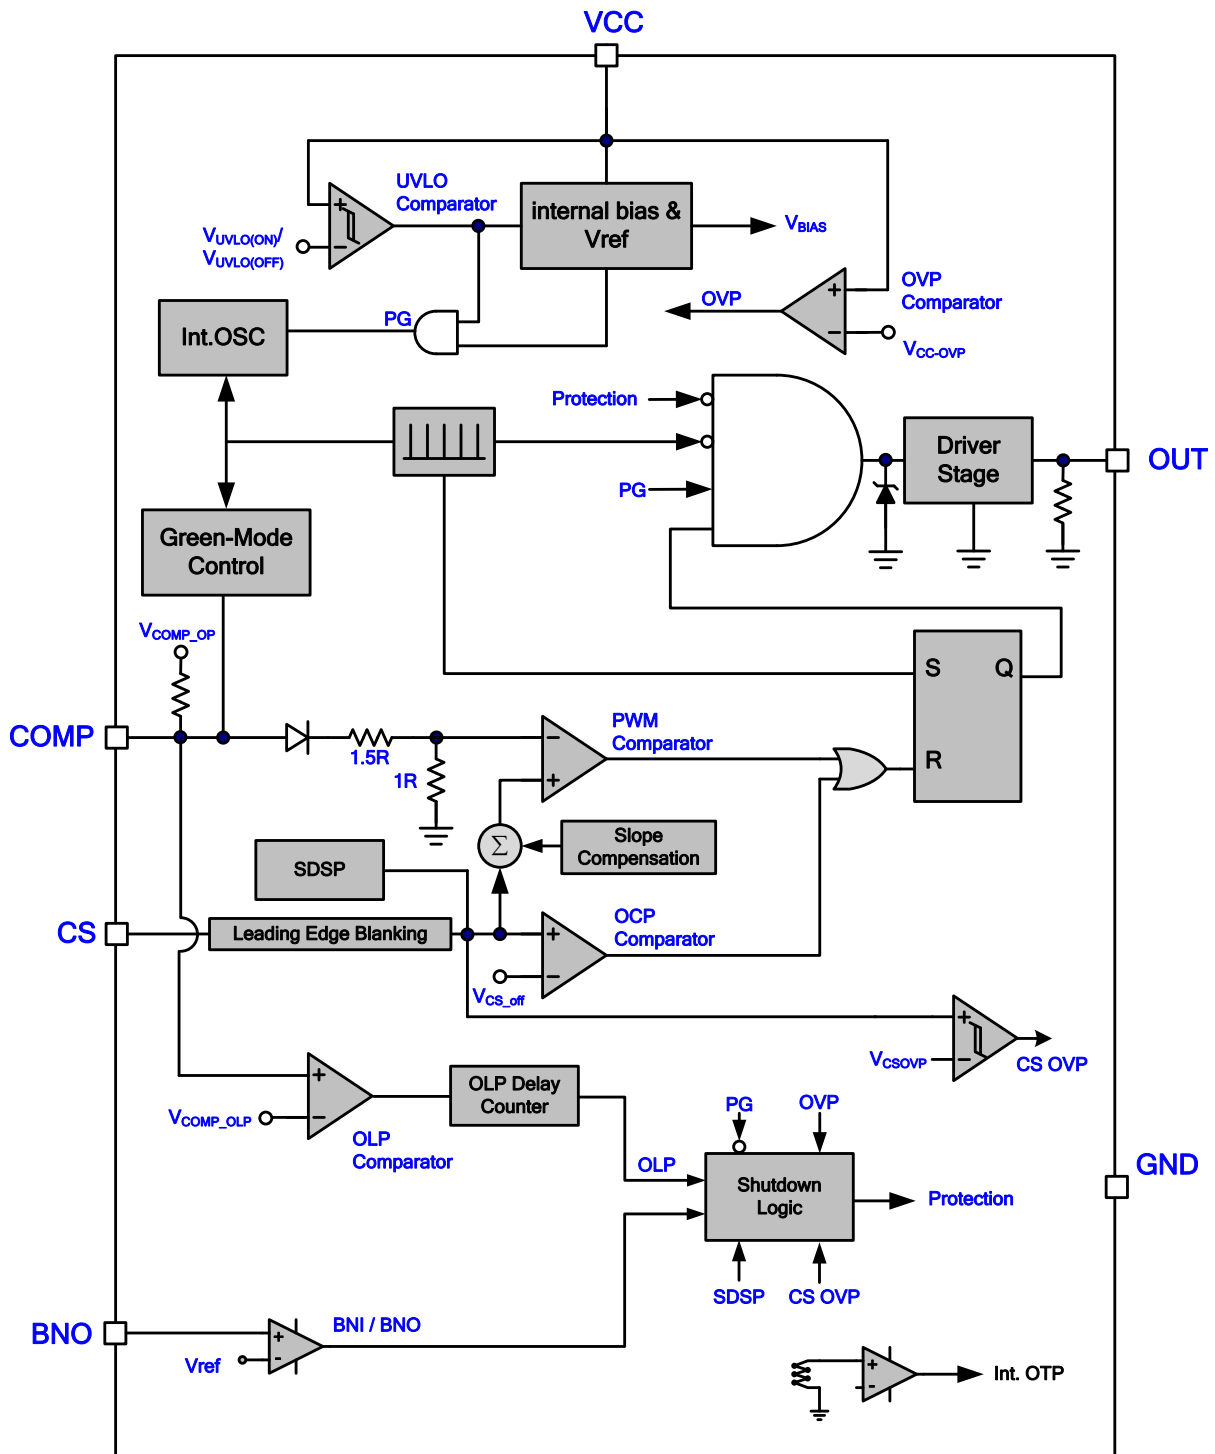 VCC
UVLO
Comparator
VUVLO(ON)/
VUVLO(OFF)
+
−
internal bias &
Vref
VBIAS
OVP
+
−
OVP
Comparator
VCC-OVP
PG
Int.OSC
Protection
PG
Driver
Stage
OUT
Green-Mode
Control
VCOMP_OP
S
Q
R
COMP
1.5R
1R
−
+
PWM
Comparator
Σ
Slope
Compensation
SDSP
CS
Leading Edge Blanking
+
−
OCP
Comparator
VCS_off
+
−
VCSOVP
CS OVP
+
−
VCOMP_OLP
OLP
Comparator
OLP Delay
Counter
PG
OVP
OLP
Shutdown
Logic
Protection
GND
SDSP
CS OVP
BNO
+
-
Vref
BNI / BNO
+
-
Int. OTP